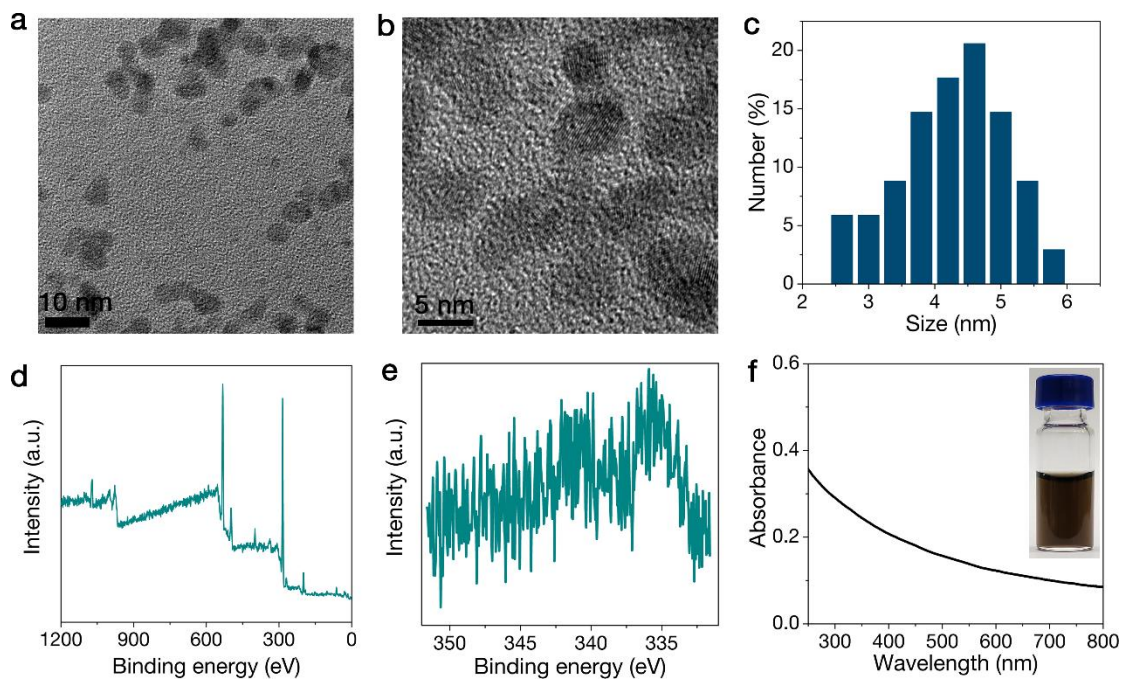 a
10 nm
b
5 nm
c
Number (%)
20
15
10
5
0
2 3 4 5 6
Size (nm)
d
Intensity (a.u.)
1200 900 600 300 0
Binding energy (eV)
e
Intensity (a.u.)
350 345 340 335
Binding energy (eV)
f
Absorbance
0.6
0.4
0.2
0.0
300 400 500 600 700 800
Wavelength (nm)